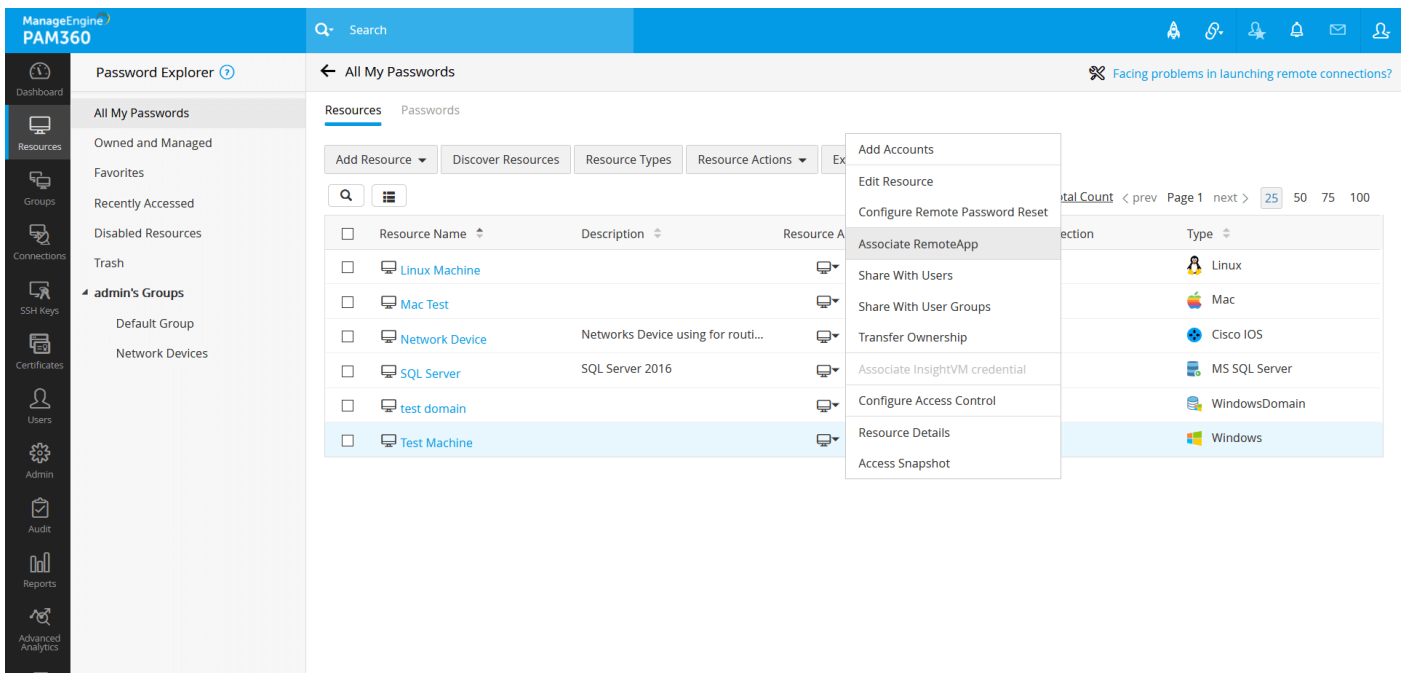 ManageEngine
PAM360
Search
Dashboard
Resources
Groups
Connections
SSH Keys
Certificates
Users
Admin
Audit
Reports
Advanced
Analytics
Password Explorer ?
All My Passwords
Owned and Managed
Favorites
Recently Accessed
Disabled Resources
Trash
admin's Groups
Default Group
Network Devices
All My Passwords
Facing problems in launching remote connections?
Resources Passwords
Add Resource Discover Resources Resource Types Resource Actions Ex
Total Count < prev Page 1 next > 25 50 75 100
Resource Name Description Resource A ection Type
Linux Machine Linux
Mac Test Mac
Network Device Networks Device using for routi... Cisco IOS
SQL Server SQL Server 2016 MS SQL Server
test domain WindowsDomain
Test Machine Windows
Add Accounts
Edit Resource
Configure Remote Password Reset
Associate RemoteApp
Share With Users
Share With User Groups
Transfer Ownership
Associate InsightVM credential
Configure Access Control
Resource Details
Access Snapshot